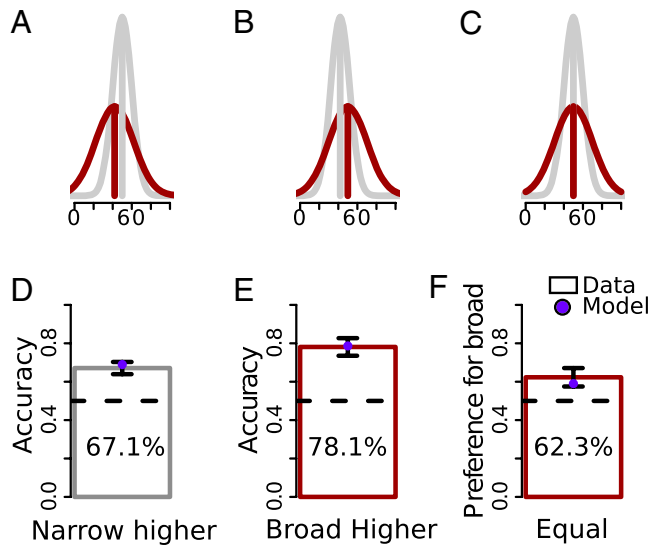 A
B
C
0 60
0 60
0 60
D
E
F
Data
Model
Accuracy
0.0 0.4 0.8
67.1%
Narrow higher
Accuracy
0.0 0.4 0.8
78.1%
Broad Higher
Preference for broad
0.0 0.4 0.8
62.3%
Equal